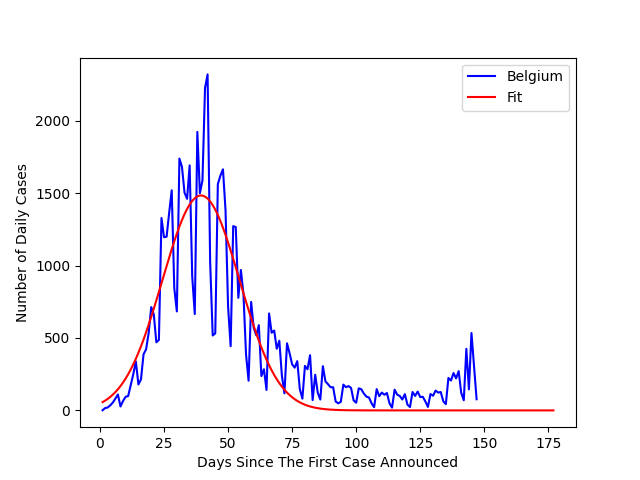 Belgium
Fit
2000
1500
1000
500
0
Number of Daily Cases
0 25 50 75 100 125 150 175
Days Since The First Case Announced